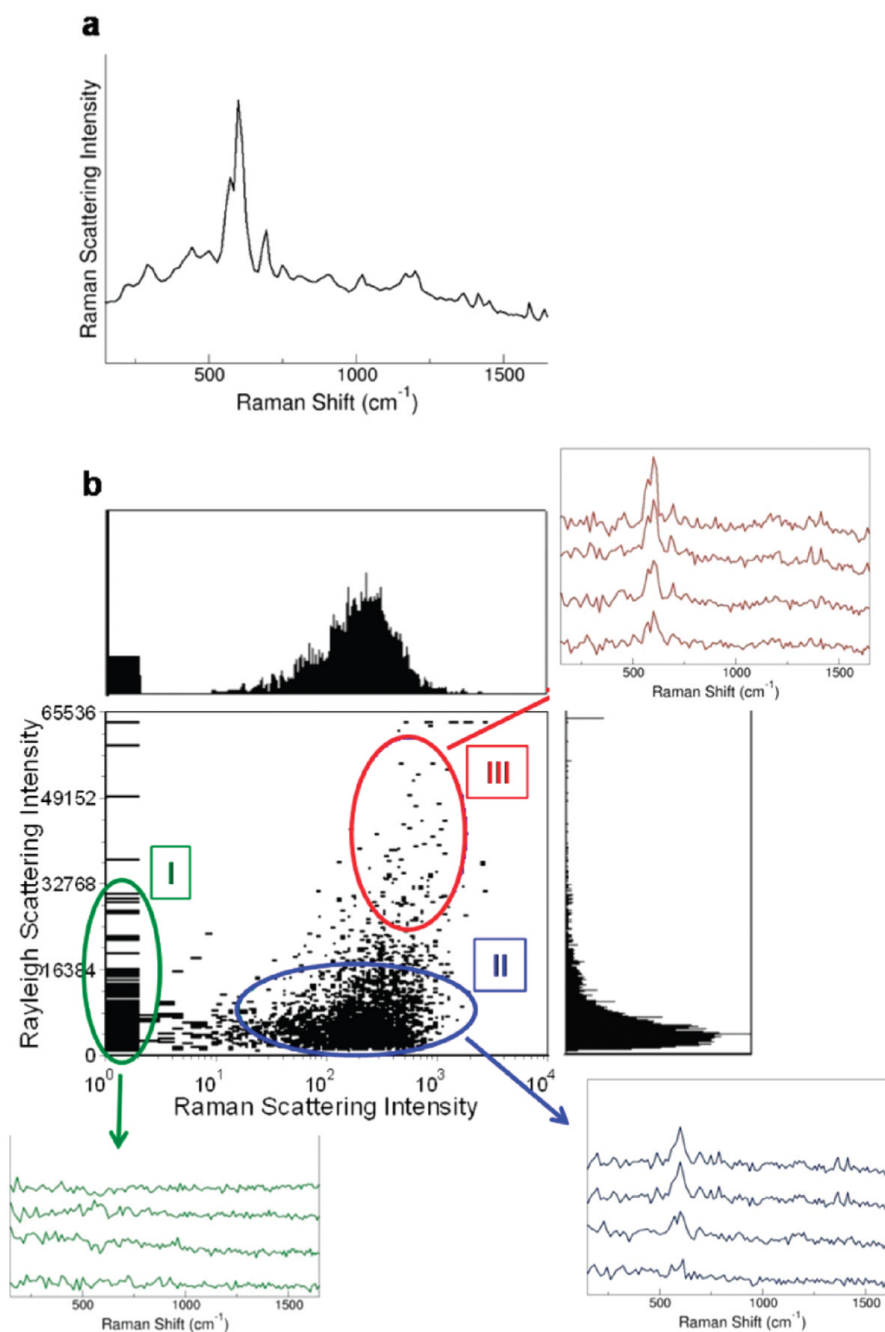 a
Raman Scattering Intensity
500 1000 1500
Raman Shift (cm⁻¹)
b
500 1000 1500
Raman Shift (cm⁻¹)
Rayleigh Scattering Intensity
65536
49152
32768
16384
0
III
I
II
10⁰ 10¹ 10² 10³ 10⁴
Raman Scattering Intensity
500 1000 1500
Raman Shift (cm⁻¹)
500 1000 1500
Raman Shift (cm⁻¹)